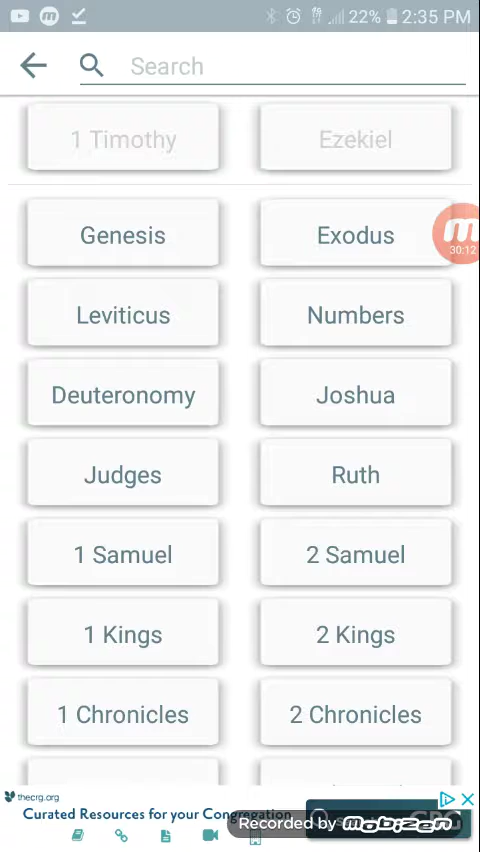 22% 2:35 PM
Search
1 Timothy Ezekiel
Genesis Exodus
30:12
Leviticus Numbers
Deuteronomy Joshua
Judges Ruth
1 Samuel 2 Samuel
1 Kings 2 Kings
1 Chronicles 2 Chronicles
thecrg.org
Curated Resources for your Congregation
Recorded by mobizen